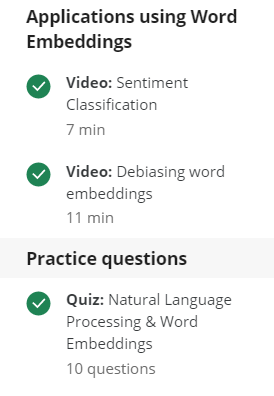 Applications using Word
Embeddings
Video: Sentiment
Classification
7 min
Video: Debiasing word
embeddings
11 min
Practice questions
Quiz: Natural Language
Processing & Word
Embeddings
10 questions